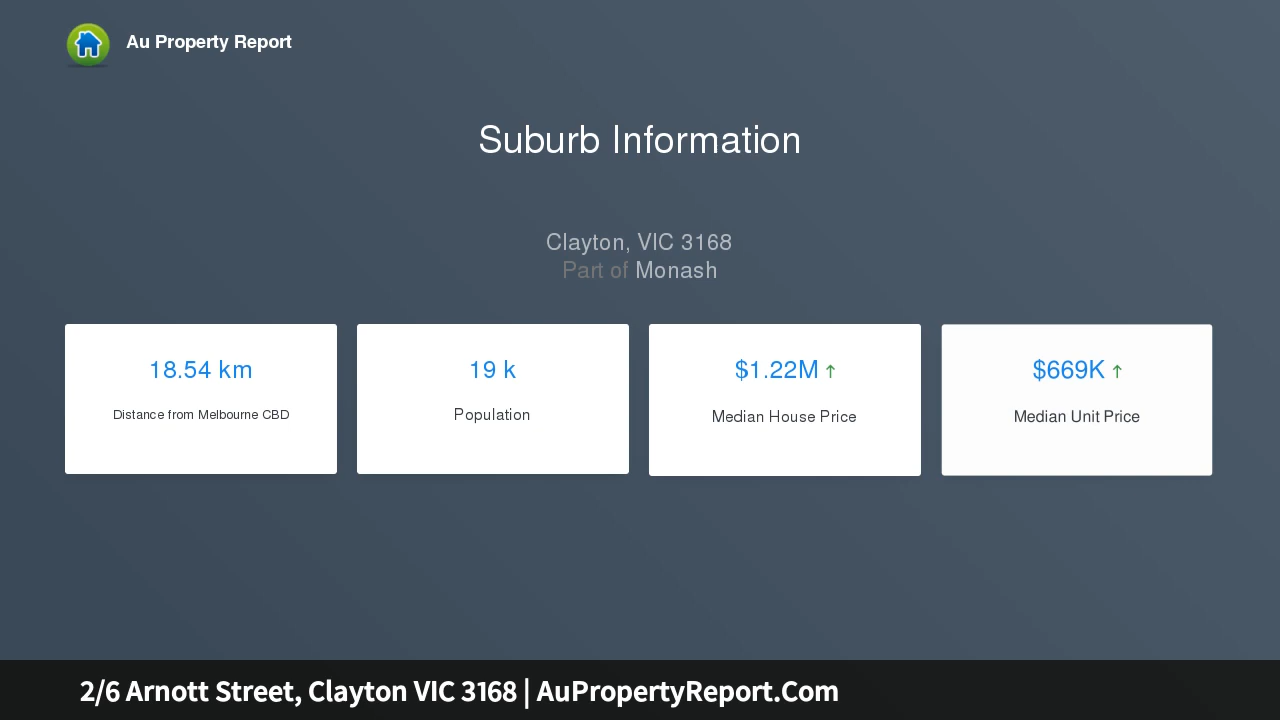 Au Property Report
Suburb Information
Clayton, VIC 3168
Part of Monash
18.54 km
Distance from Melbourne CBD
19 k
Population
$1.22M ↑
Median House Price
$669K ↑
Median Unit Price
2/6 Arnott Street, Clayton VIC 3168 | AuPropertyReport.Com